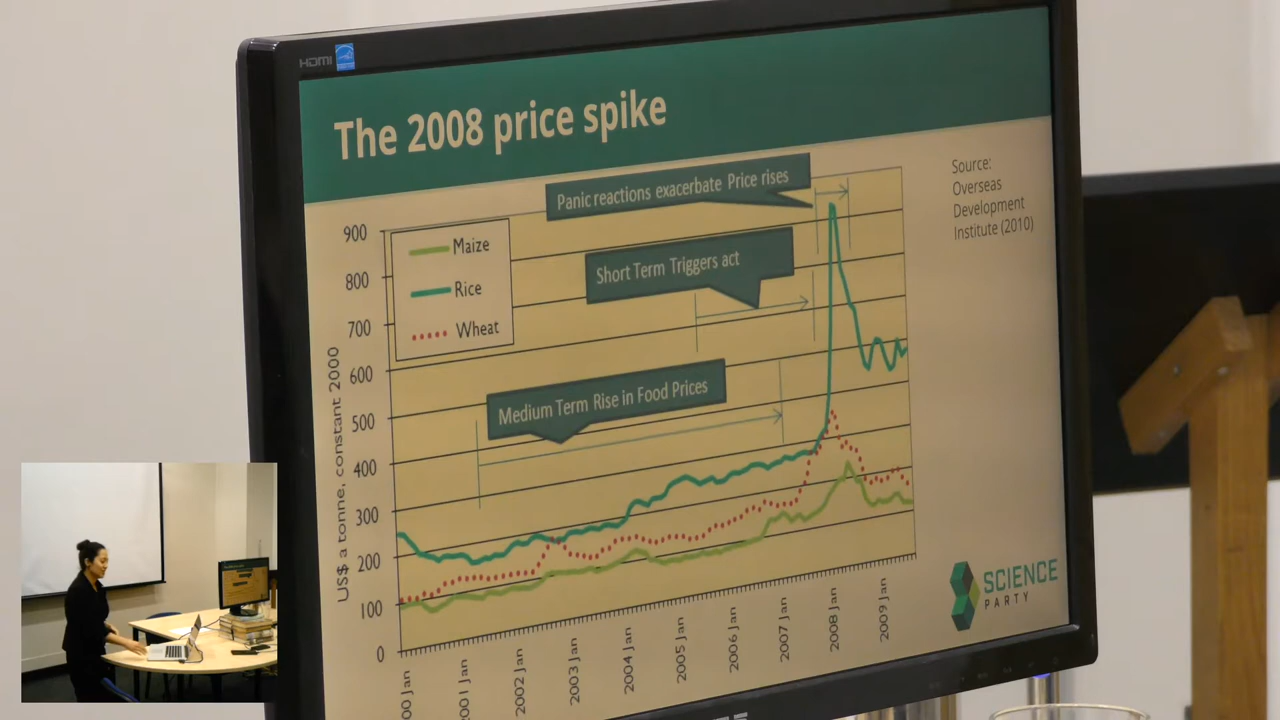 HDMI
The 2008 price spike
Source:
Overseas
Development
Institute (2010)
Panic reactions exacerbate Price rises
Short Term Triggers act
Medium Term Rise in Food Prices
Maize
Rice
Wheat
US$ a tonne, constant 2000
900
800
700
600
500
400
300
200
100
0
00 Jan
2001 Jan
2002 Jan
2003 Jan
2004 Jan
2005 Jan
2006 Jan
2007 Jan
2008 Jan
2009 Jan
SCIENCE
PARTY